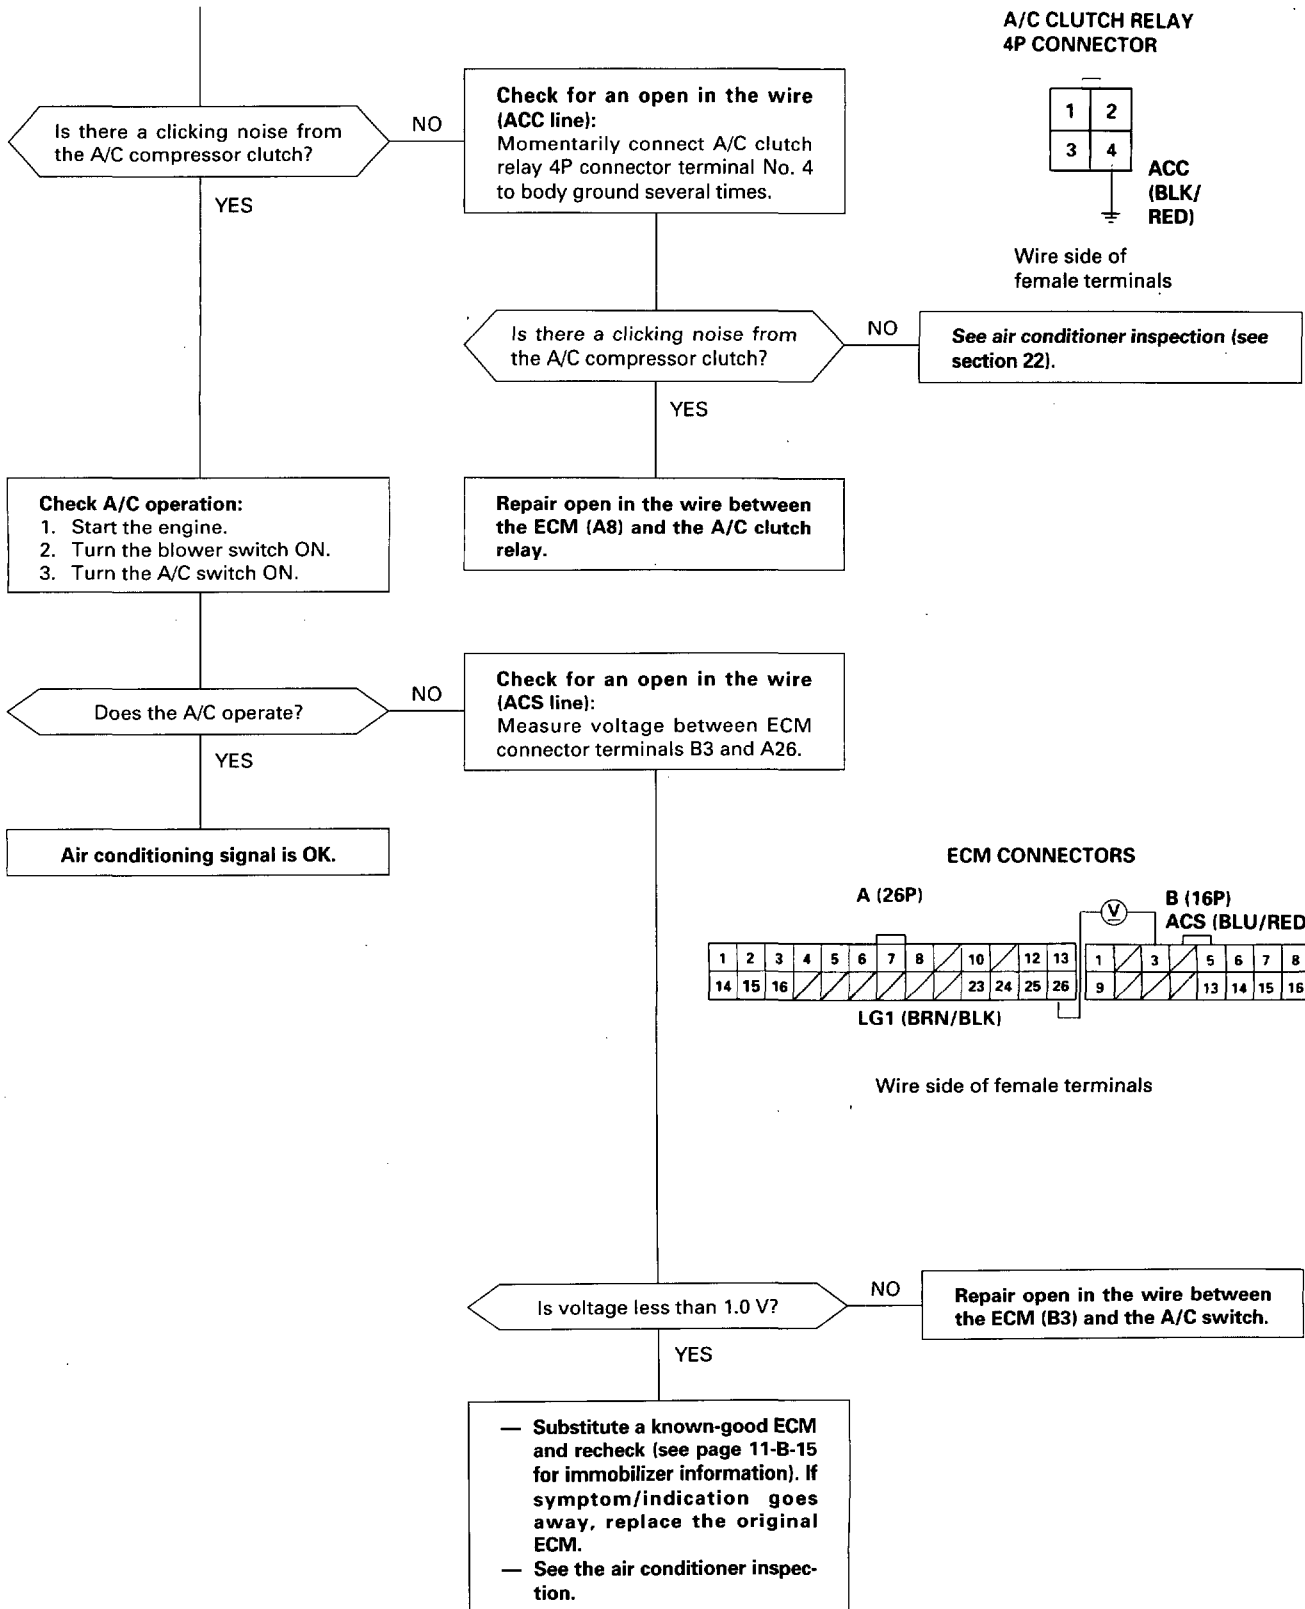 A/C CLUTCH RELAY
4P CONNECTOR
1 2
3 4
ACC
(BLK/
RED)
Wire side of
female terminals
Is there a clicking noise from
the A/C compressor clutch?
NO
YES
Check for an open in the wire
(ACC line):
Momentarily connect A/C clutch
relay 4P connector terminal No. 4
to body ground several times.
Is there a clicking noise from
the A/C compressor clutch?
NO
YES
See air conditioner inspection (see
section 22).
Repair open in the wire between
the ECM (A8) and the A/C clutch
relay.
Check A/C operation:
1. Start the engine.
2. Turn the blower switch ON.
3. Turn the A/C switch ON.
Does the A/C operate?
NO
YES
Check for an open in the wire
(ACS line):
Measure voltage between ECM
connector terminals B3 and A26.
Air conditioning signal is OK.
ECM CONNECTORS
A (26P)
V
B (16P)
ACS (BLU/RED
1 2 3 4 5 6 7 8 10 12 13
14 15 16 23 24 25 26
1 3 5 6 7 8
9 13 14 15 16
LG1 (BRN/BLK)
Wire side of female terminals
Is voltage less than 1.0 V?
NO
YES
Repair open in the wire between
the ECM (B3) and the A/C switch.
— Substitute a known-good ECM
and recheck (see page 11-B-15
for immobilizer information). If
symptom/indication goes
away, replace the original
ECM.
— See the air conditioner inspec-
tion.